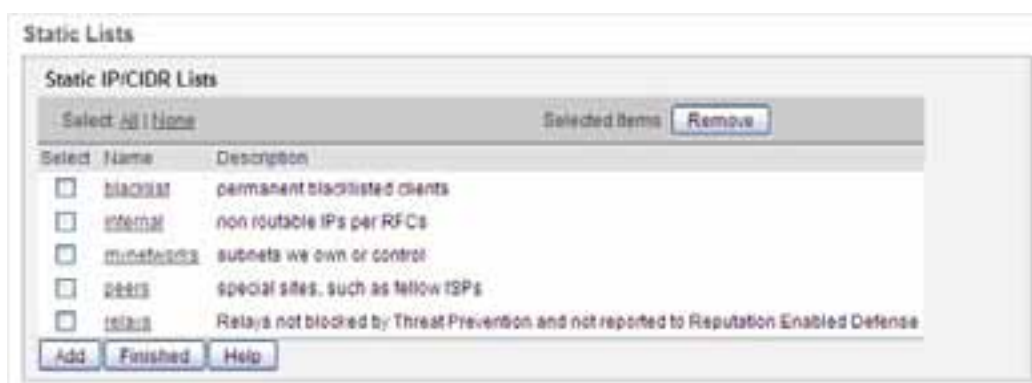 Static Lists
Static IP/CIDR Lists
Select All | None Selected Items Remove
Select Name Description
blacklist permanent blacklisted clients
internal non routable IPs per RFCs
mynetworks subnets we own or control
peers special sites, such as fellow ISPs
relays Relays not blocked by Threat Prevention and not reported to Reputation Enabled Defense
Add Finished Help